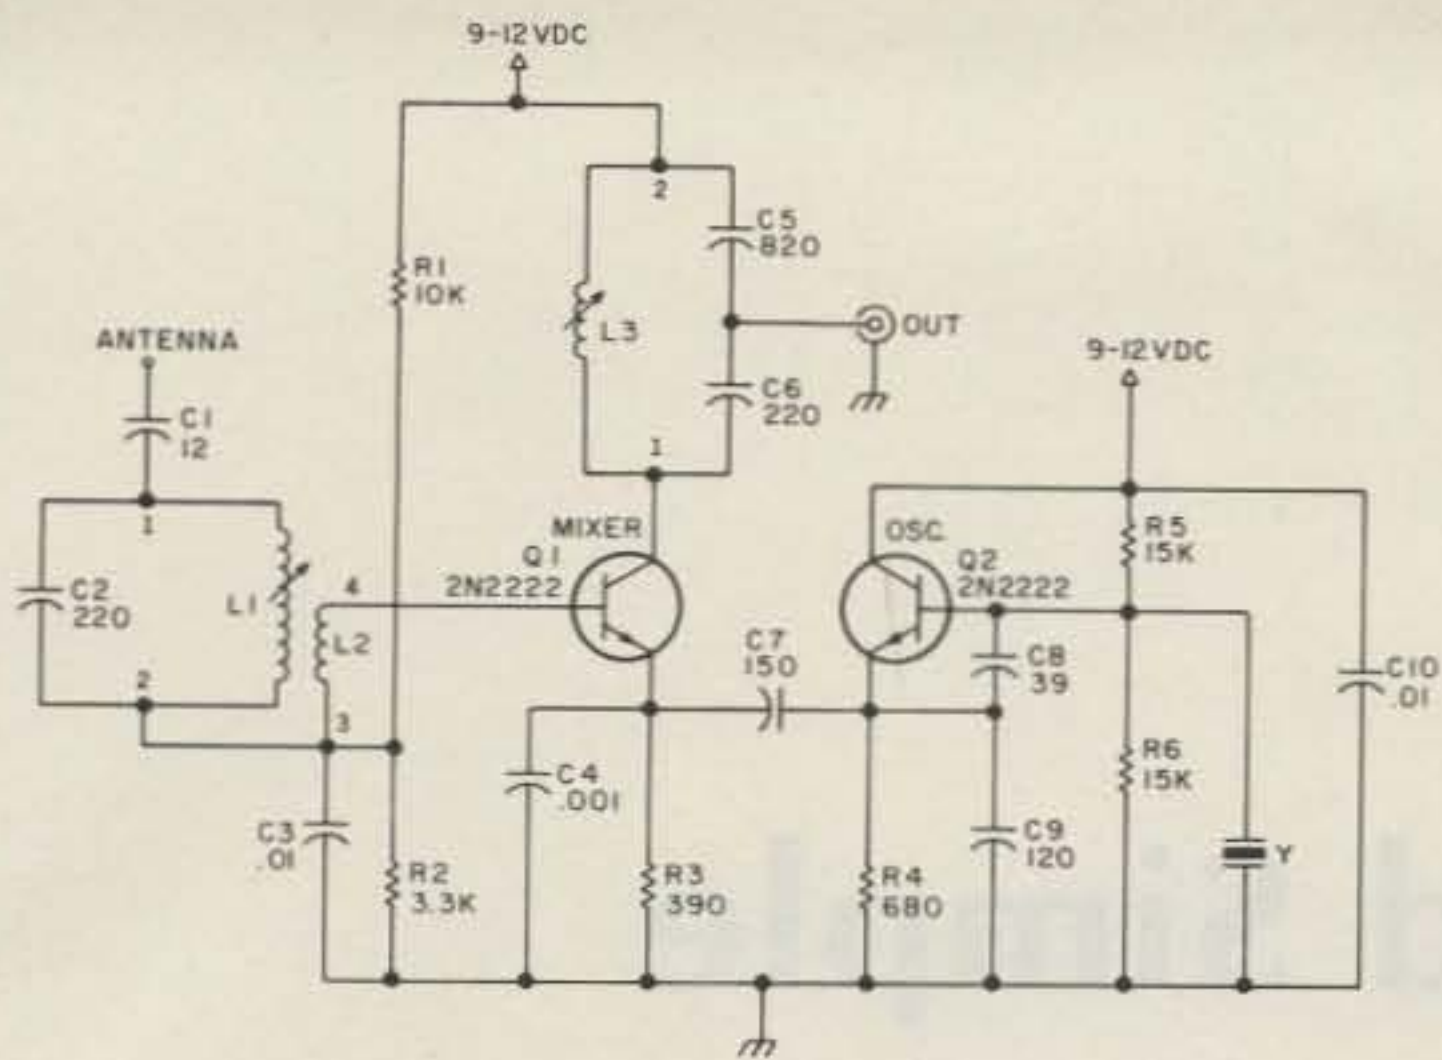 9-12VDC
2
C5
820
R1
10K
L3
OUT
ANTENNA
C1
12
C6
220
9-12VDC
1
1
MIXER
Q1
2N2222
OSC.
Q2
2N2222
R5
15K
C2
220
L1
4
L2
C7
150
C8
39
C10
.01
2
3
R6
15K
C4
.001
C3
.01
R2
3.3K
R3
390
R4
680
C9
120
Y